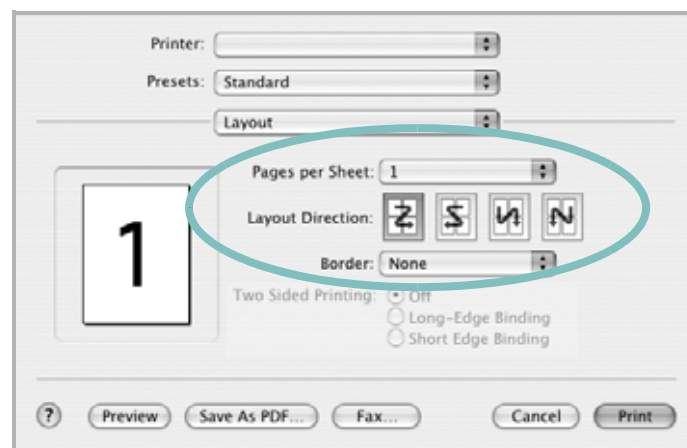 Printer:
Presets: Standard
Layout
Pages per Sheet: 1
Layout Direction:
Border: None
Two Sided Printing: Off
Long-Edge Binding
Short Edge Binding
1
? Preview Save As PDF... Fax... Cancel Print